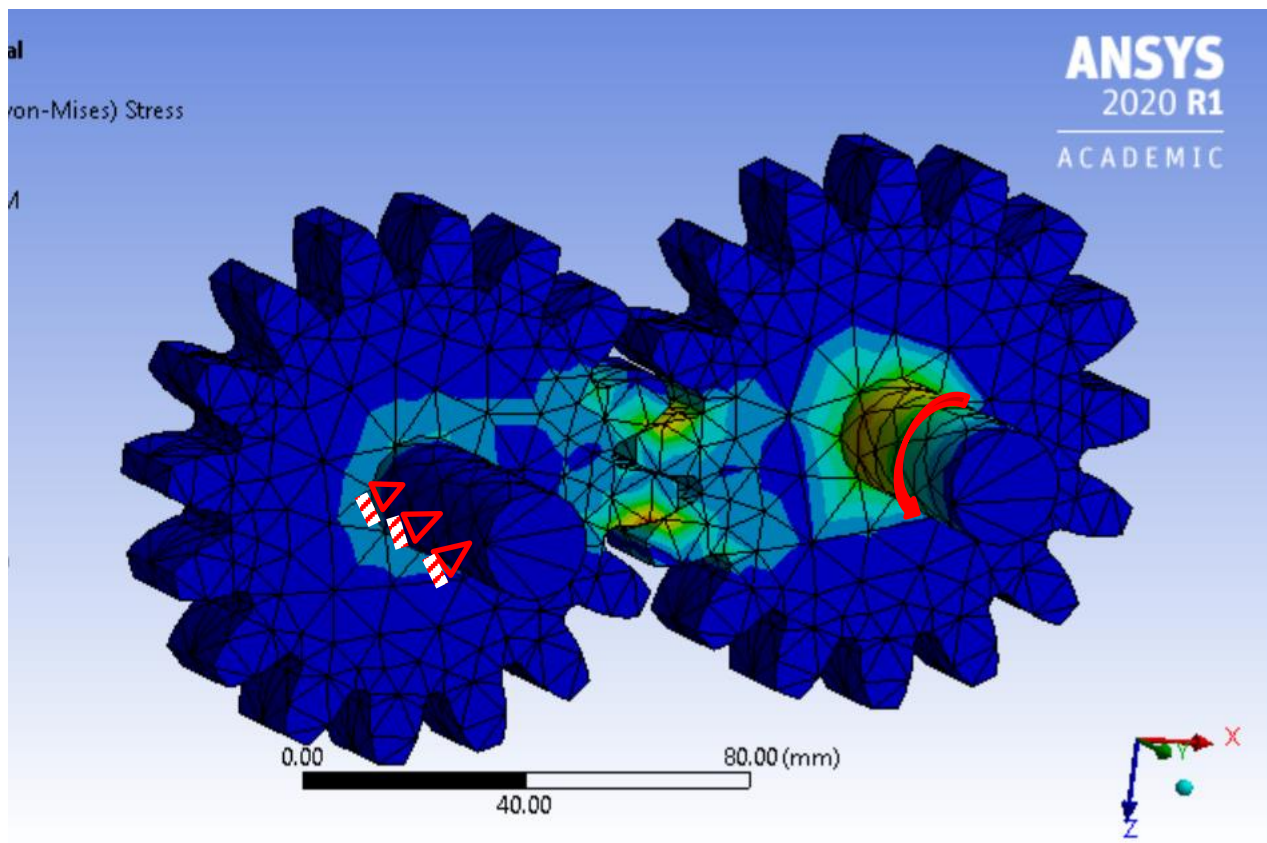 al
von-Mises) Stress
M
ANSYS
2020 R1
ACADEMIC
0.00
80.00 (mm)
40.00
X
Y
Z